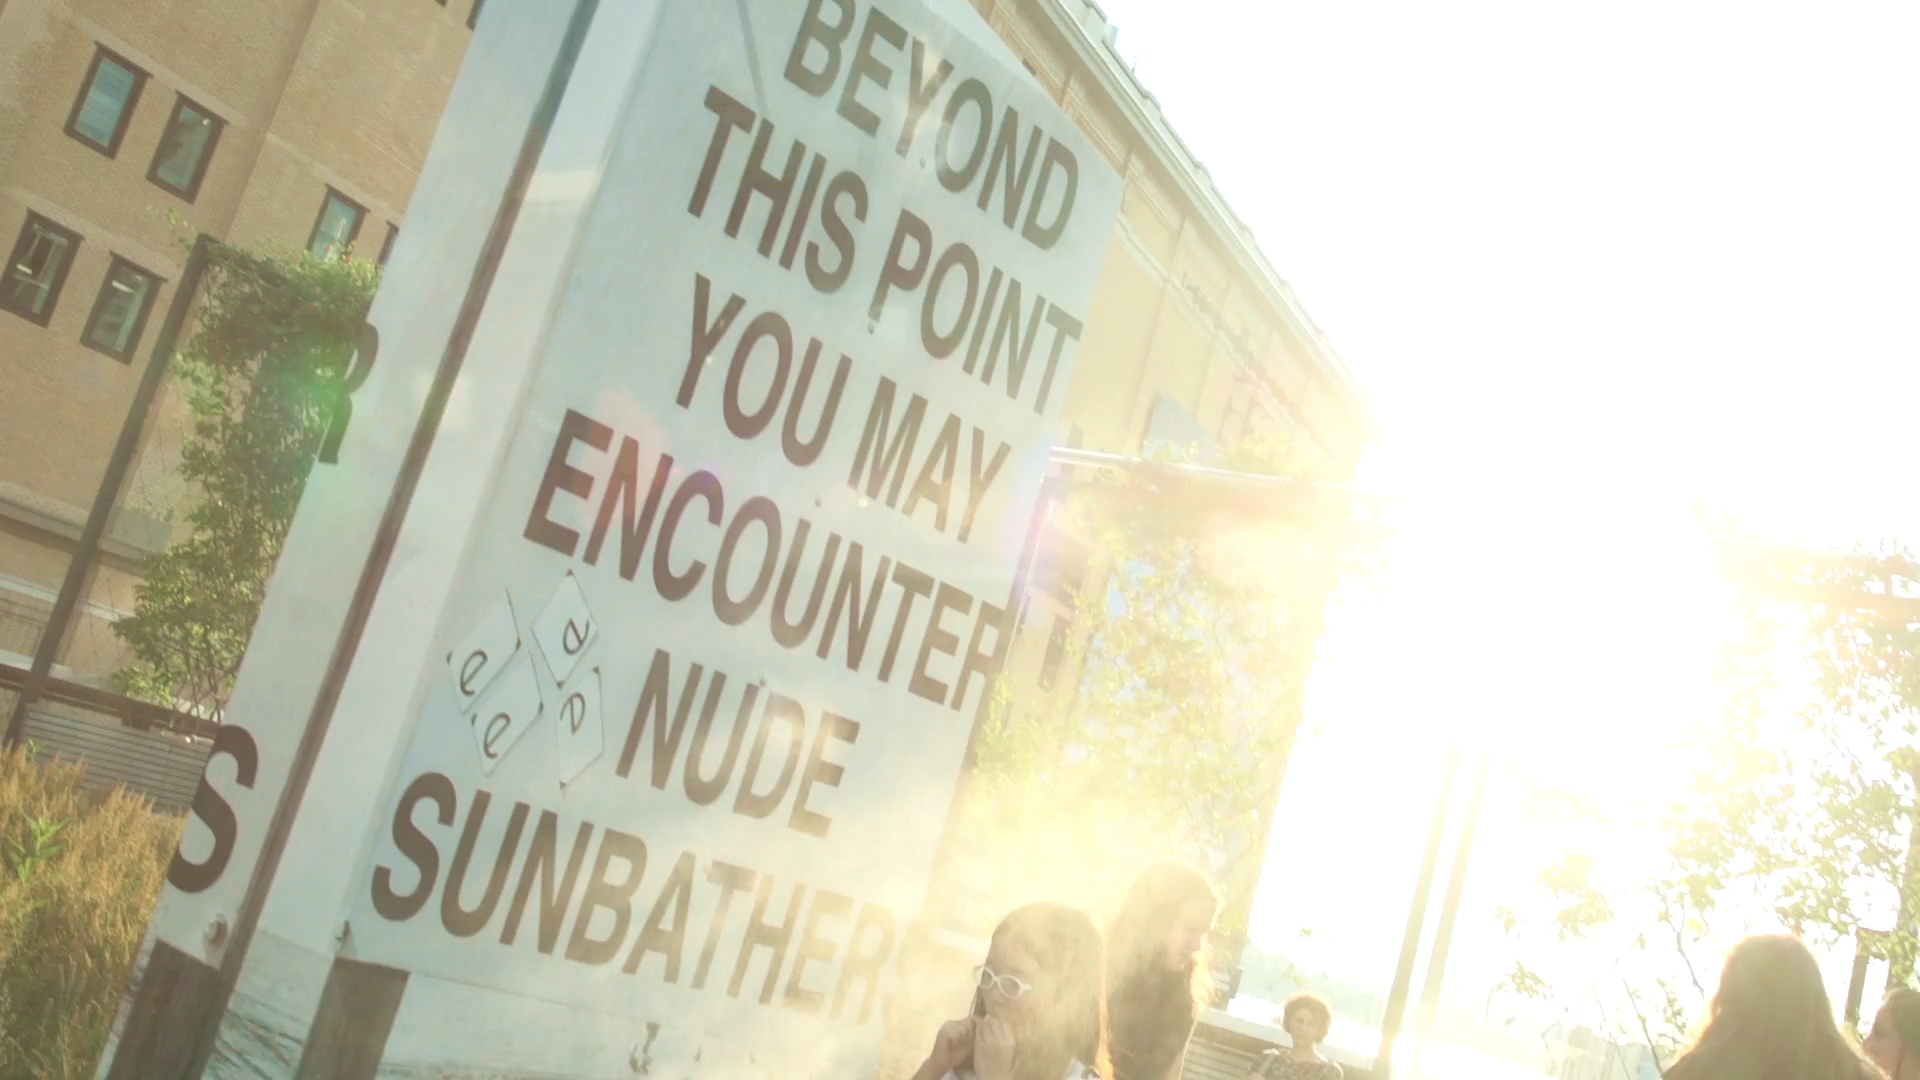 BEYOND
THIS POINT
YOU MAY
ENCOUNTER
NUDE
SUNBATHERS
R
S